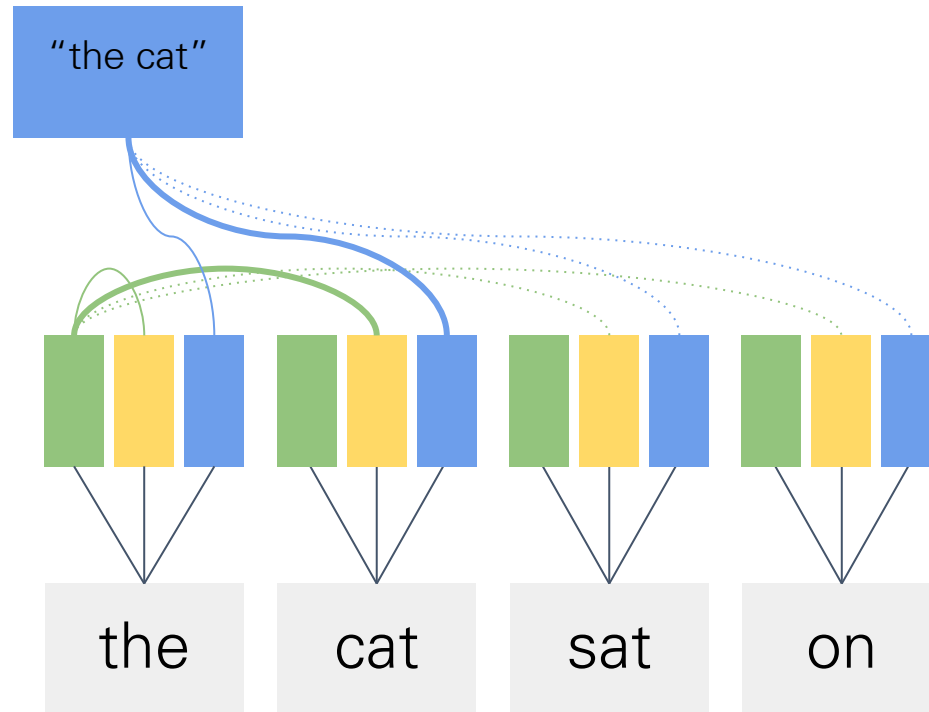 “the cat”
the cat sat on